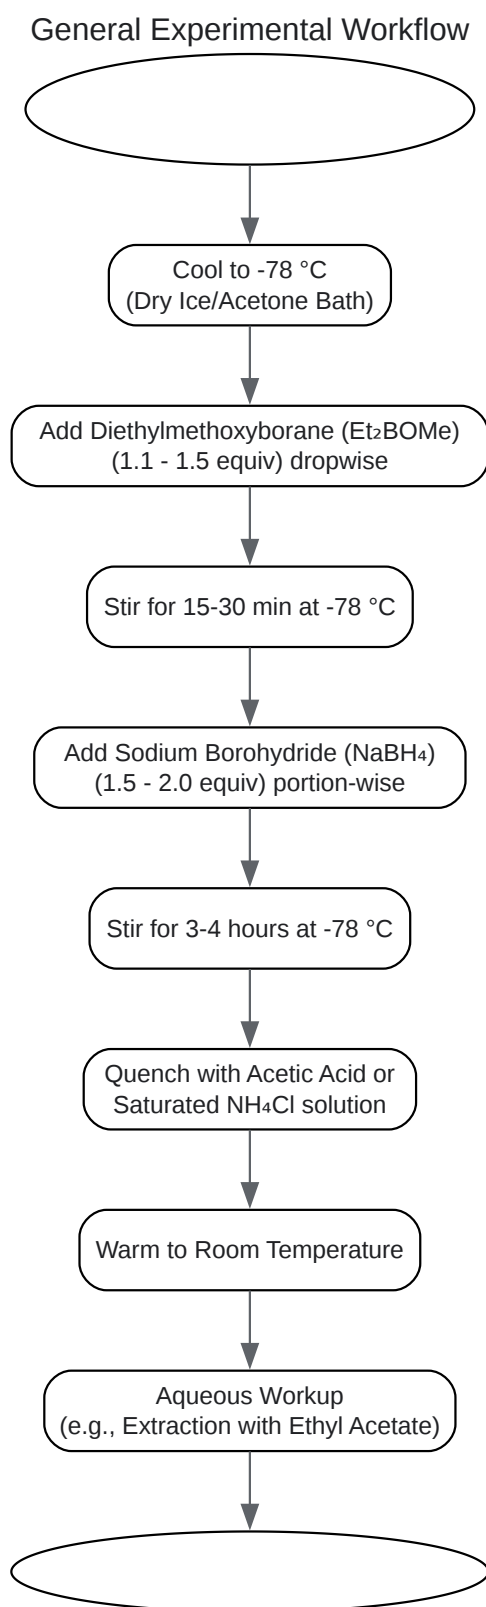 General Experimental Workflow
Cool to -78 °C
(Dry Ice/Acetone Bath)
Add Diethylmethoxyborane (Et₂BOMe)
(1.1 - 1.5 equiv) dropwise
Stir for 15-30 min at -78 °C
Add Sodium Borohydride (NaBH₄)
(1.5 - 2.0 equiv) portion-wise
Stir for 3-4 hours at -78 °C
Quench with Acetic Acid or
Saturated NH₄Cl solution
Warm to Room Temperature
Aqueous Workup
(e.g., Extraction with Ethyl Acetate)